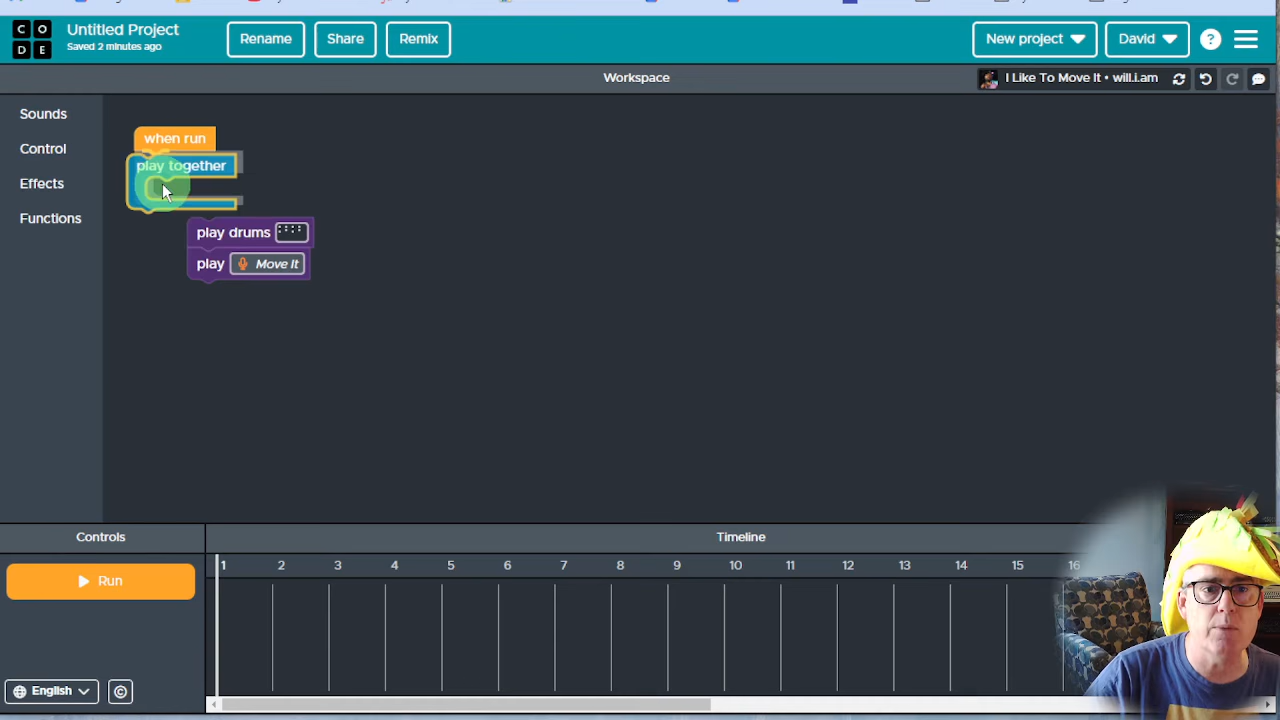 CO
DE
Untitled Project
Saved 2 minutes ago
Rename
Share
Remix
New project
David
?
Workspace
I Like To Move It • will.i.am
Sounds
Control
Effects
Functions
when run
play together
play drums
play Move It
Controls
Timeline
Run
1 2 3 4 5 6 7 8 9 10 11 12 13 14 15 16
English
©